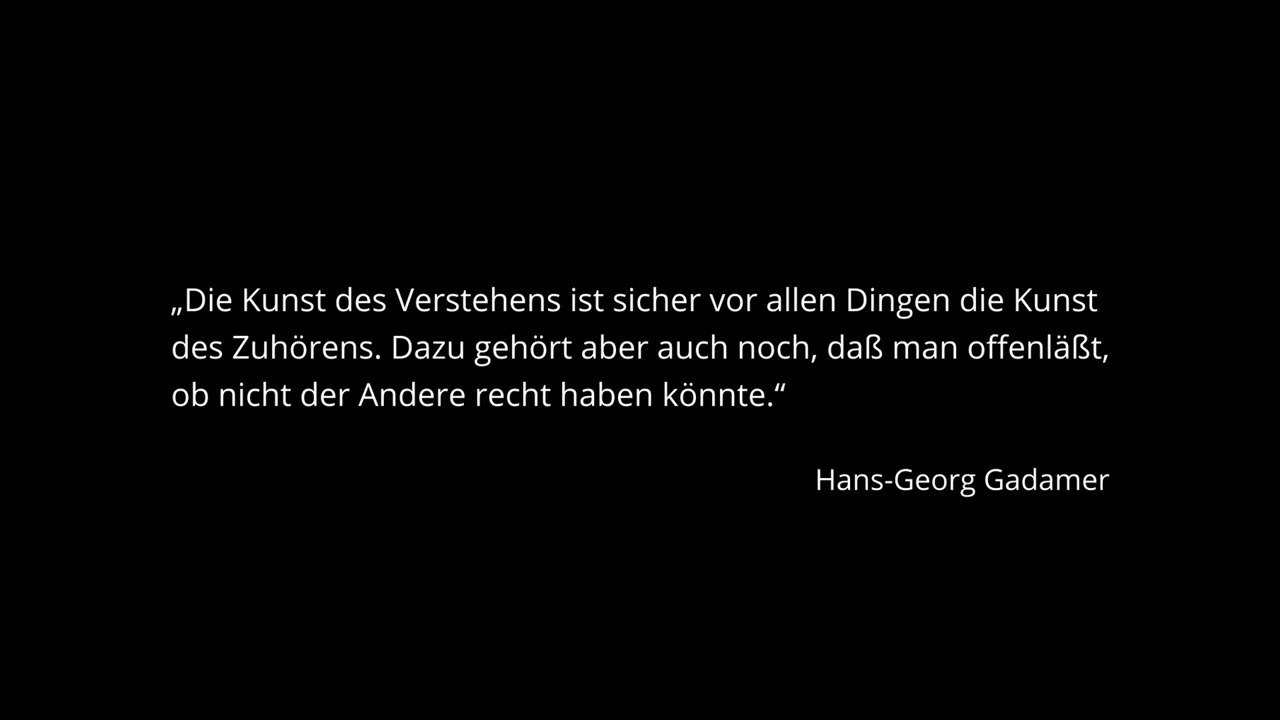 „Die Kunst des Verstehens ist sicher vor allen Dingen die Kunst
des Zuhörens. Dazu gehört aber auch noch, daß man offenläßt,
ob nicht der Andere recht haben könnte.“
Hans-Georg Gadamer